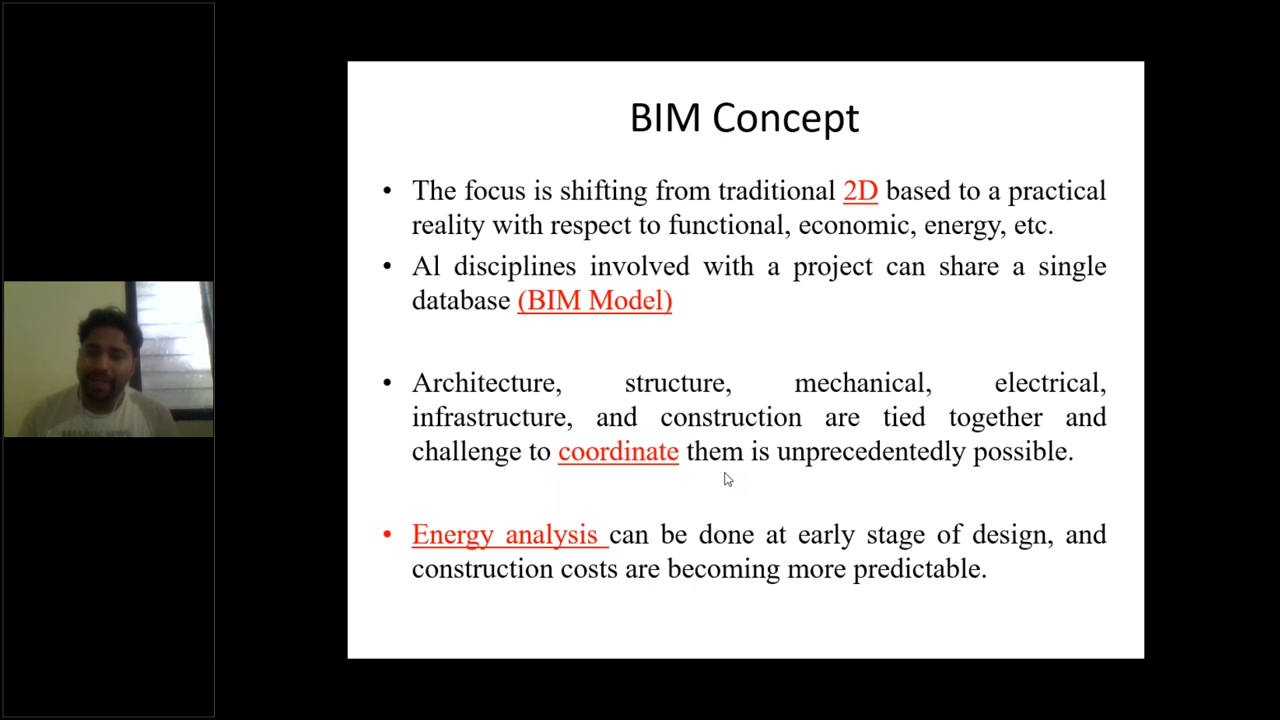 BIM Concept
• The focus is shifting from traditional 2D based to a practical
reality with respect to functional, economic, energy, etc.
• Al disciplines involved with a project can share a single
database (BIM Model)
• Architecture, structure, mechanical, electrical,
infrastructure, and construction are tied together and
challenge to coordinate them is unprecedentedly possible.
• Energy analysis can be done at early stage of design, and
construction costs are becoming more predictable.